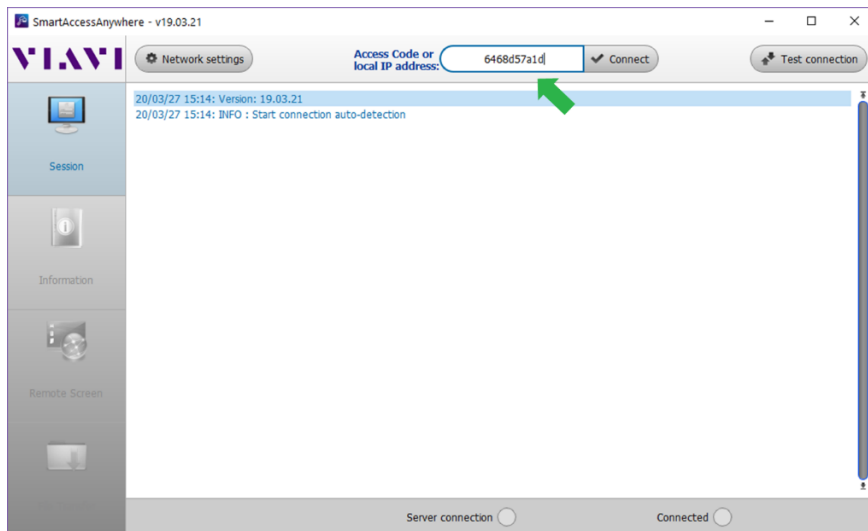 SmartAccessAnywhere - v19.03.21
VIAVI
Network settings
Access Code or
local IP address:
6468d57a1d
Connect
Test connection
20/03/27 15:14: Version: 19.03.21
20/03/27 15:14: INFO : Start connection auto-detection
Session
Information
Remote Screen
Server connection
Connected